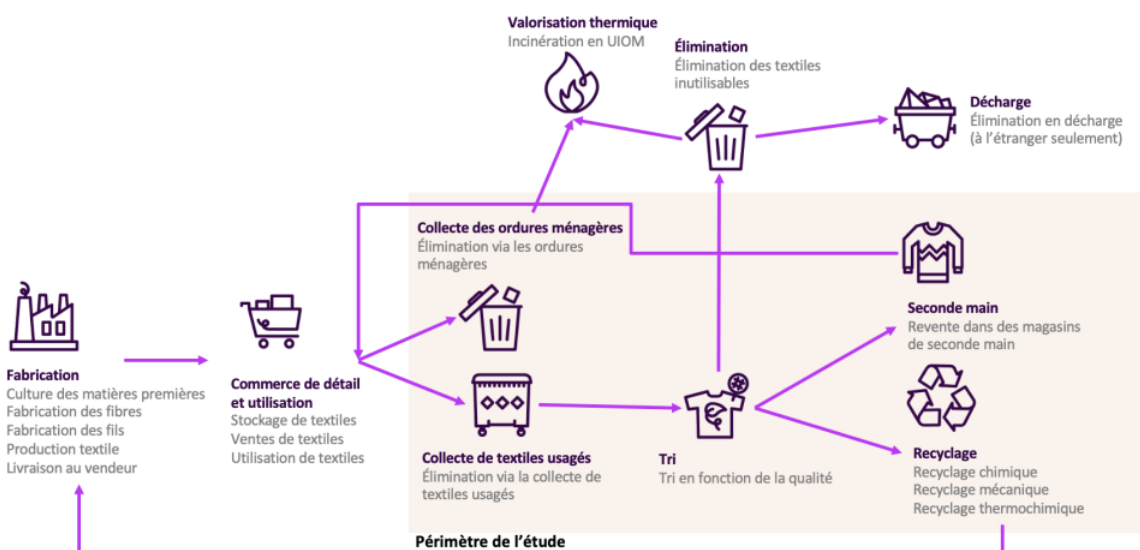 Valorisation thermique
Incinération en UIOM
Élimination
Élimination des textiles
inutilisables
Décharge
Élimination en décharge
(à l'étranger seulement)
Collecte des ordures ménagères
Élimination via les ordures
ménagères
Seconde main
Revente dans des magasins
de seconde main
Fabrication
Culture des matières premières
Fabrication des fibres
Fabrication des fils
Production textile
Livraison au vendeur
Commerce de détail
et utilisation
Stockage de textiles
Ventes de textiles
Utilisation de textiles
Collecte de textiles usagés
Élimination via la collecte de
textiles usagés
Tri
Tri en fonction de la qualité
Recyclage
Recyclage chimique
Recyclage mécanique
Recyclage thermochimique
Périmètre de l'étude